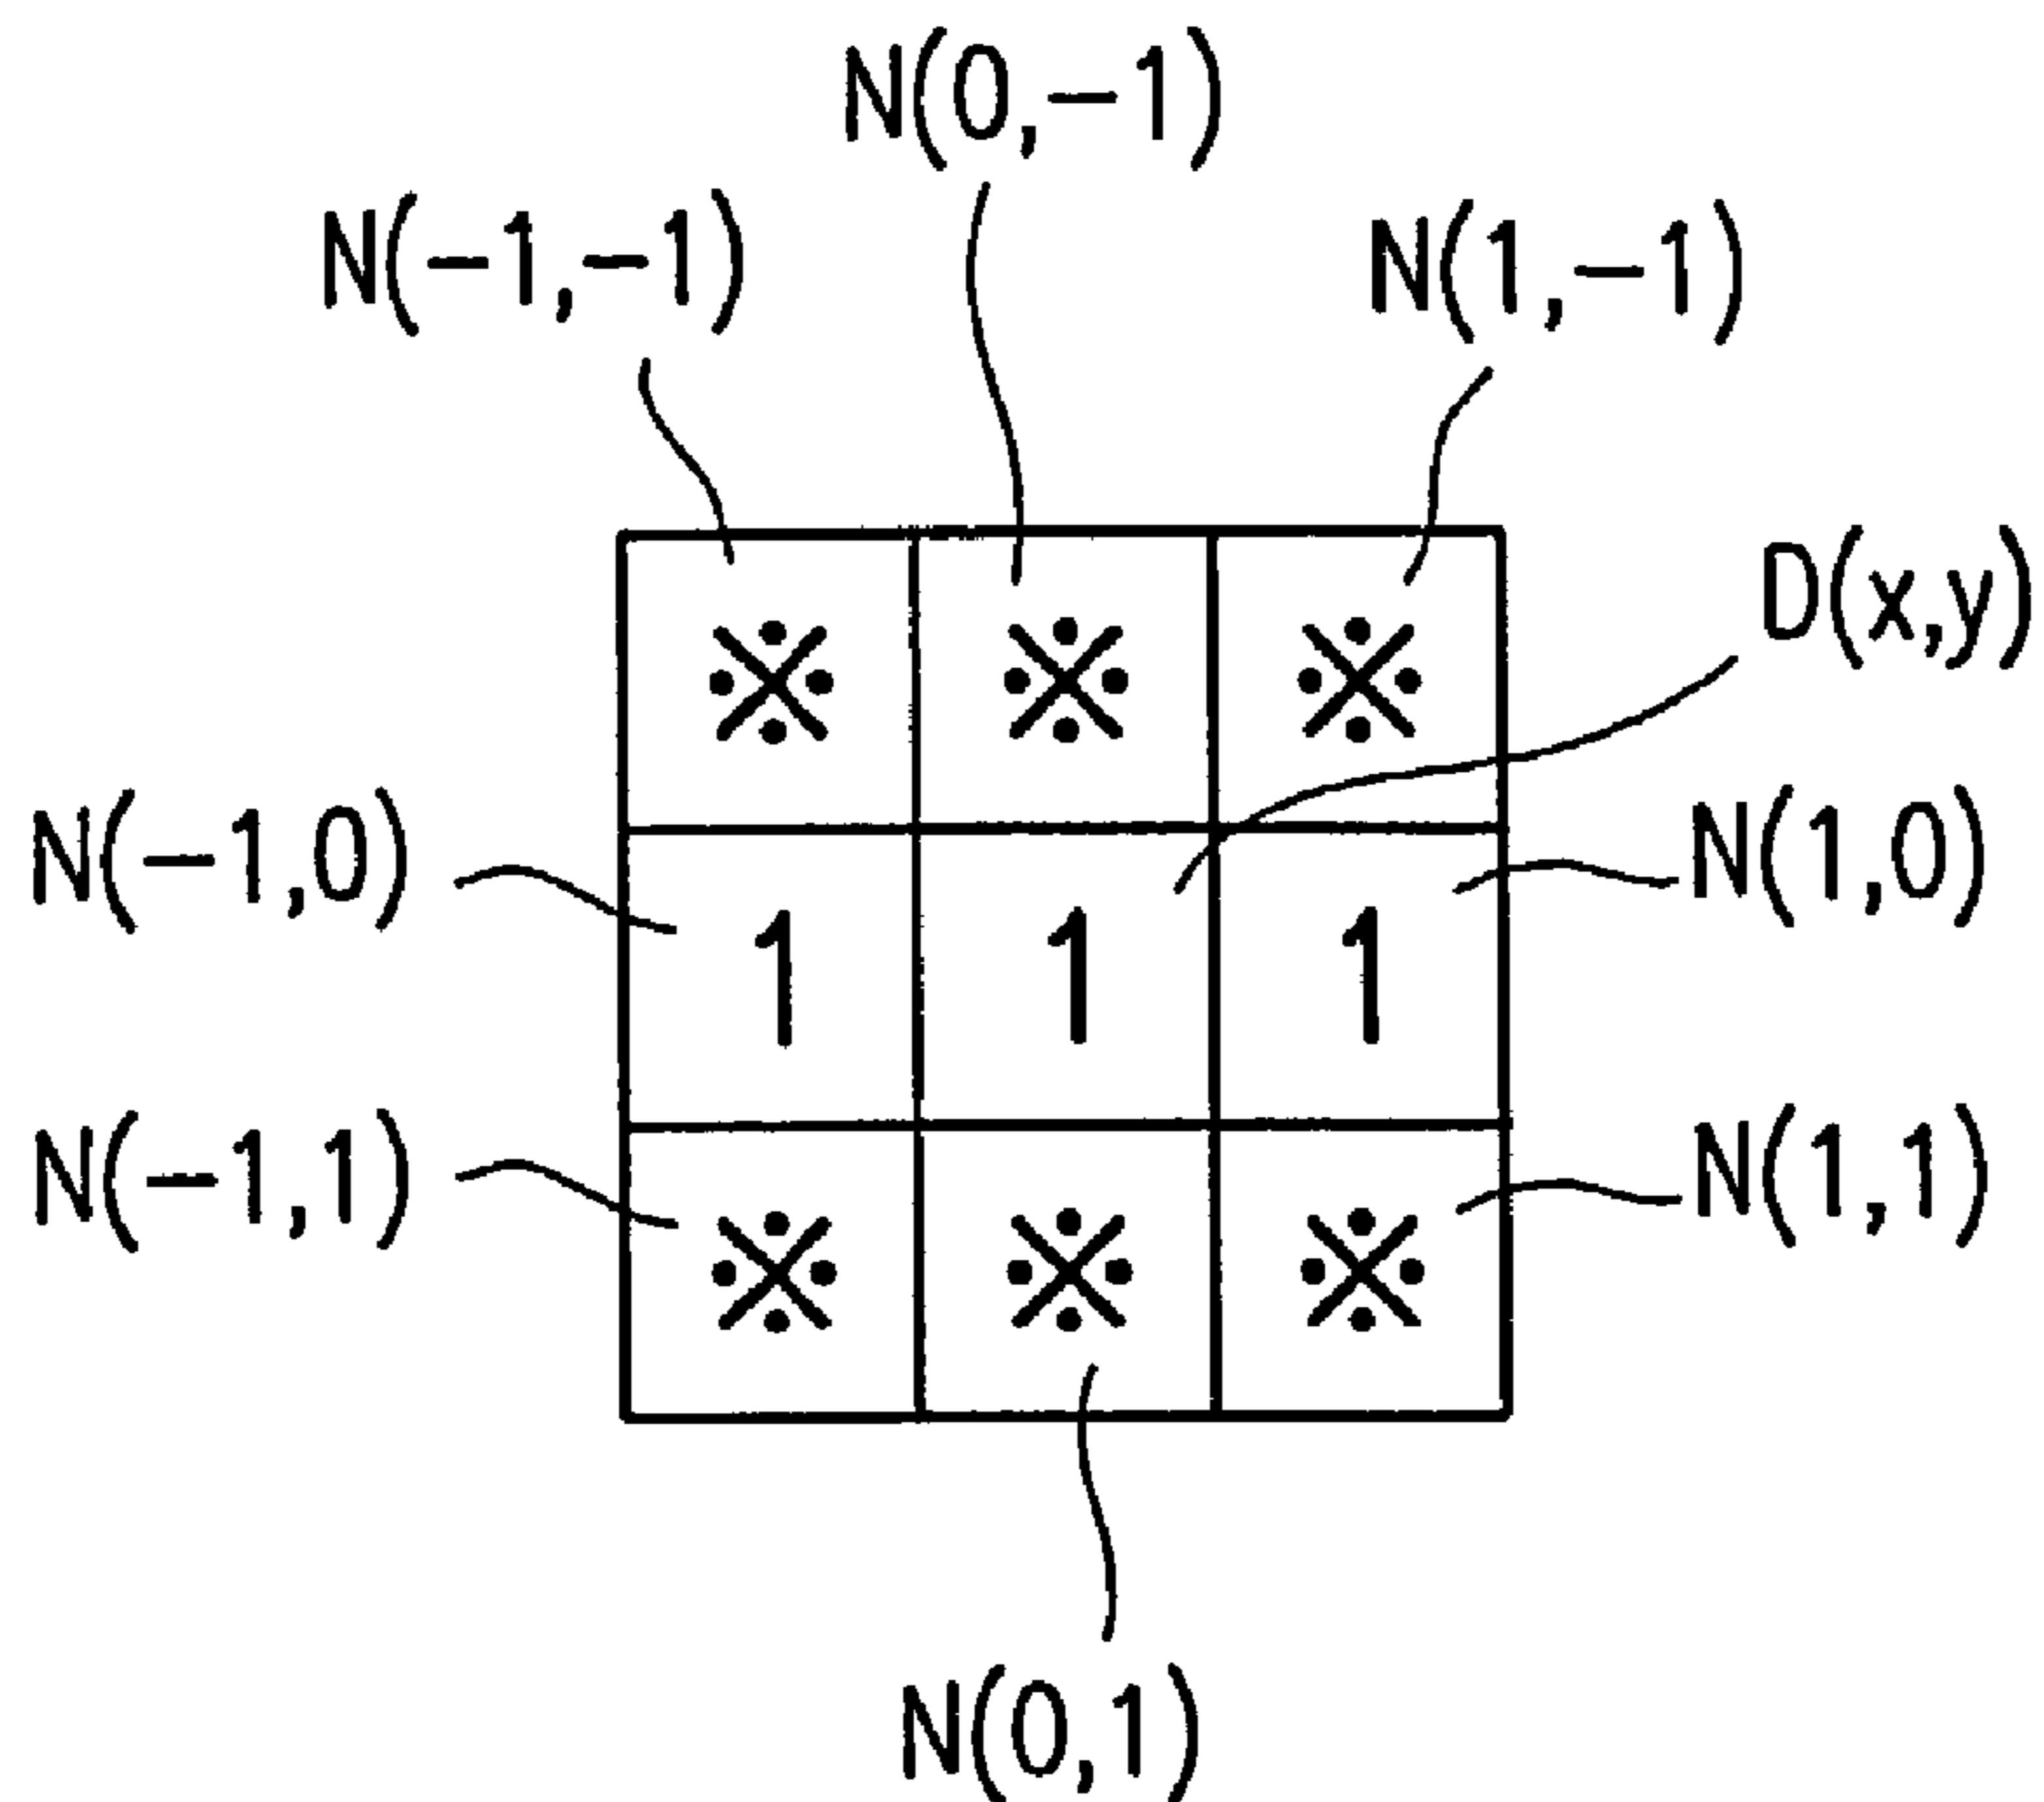 N(0,-1)
N(-1,-1)
N(1,-1)
D(x,y)
※ ※ ※
N(-1,0)
N(1,0)
1 1 1
N(-1,1)
N(1,1)
※ ※ ※
N(0,1)